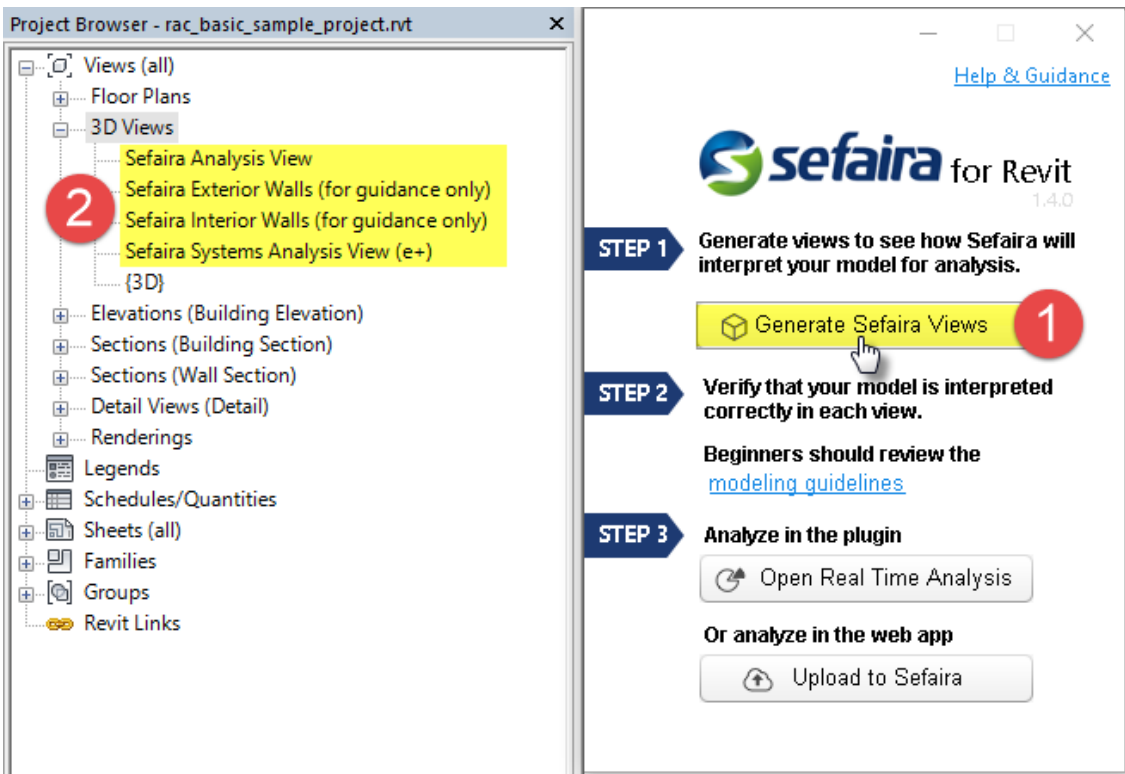 Project Browser - rac_basic_sample_project.rvt
Views (all)
Floor Plans
3D Views
Sefaira Analysis View
Sefaira Exterior Walls (for guidance only)
Sefaira Interior Walls (for guidance only)
Sefaira Systems Analysis View (e+)
{3D}
2
Elevations (Building Elevation)
Sections (Building Section)
Sections (Wall Section)
Detail Views (Detail)
Renderings
Legends
Schedules/Quantities
Sheets (all)
Families
Groups
Revit Links
Help & Guidance
sefaira for Revit
1.4.0
STEP 1
Generate views to see how Sefaira will
interpret your model for analysis.
Generate Sefaira Views
1
STEP 2
Verify that your model is interpreted
correctly in each view.
Beginners should review the
modeling guidelines
STEP 3
Analyze in the plugin
Open Real Time Analysis
Or analyze in the web app
Upload to Sefaira